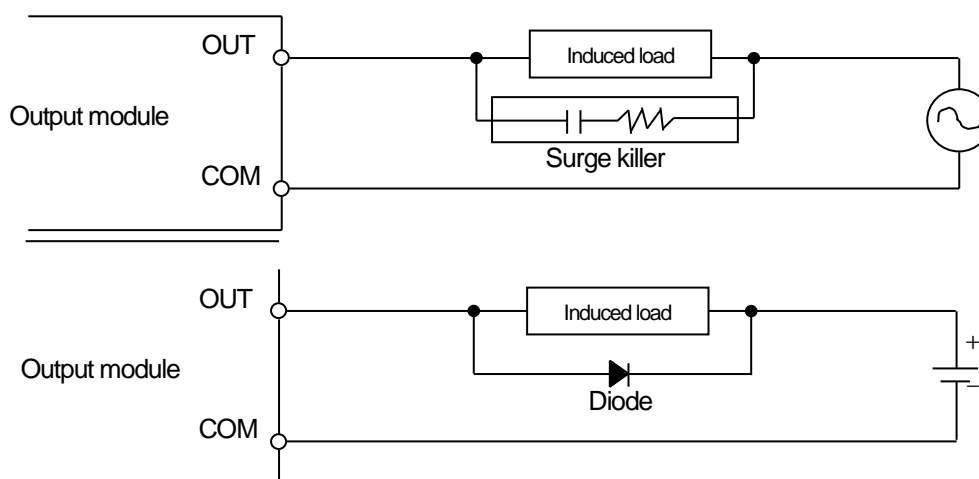 OUT
Induced load
Output module
Surge killer
COM
OUT
Induced load
+
Output module
Diode
−
COM